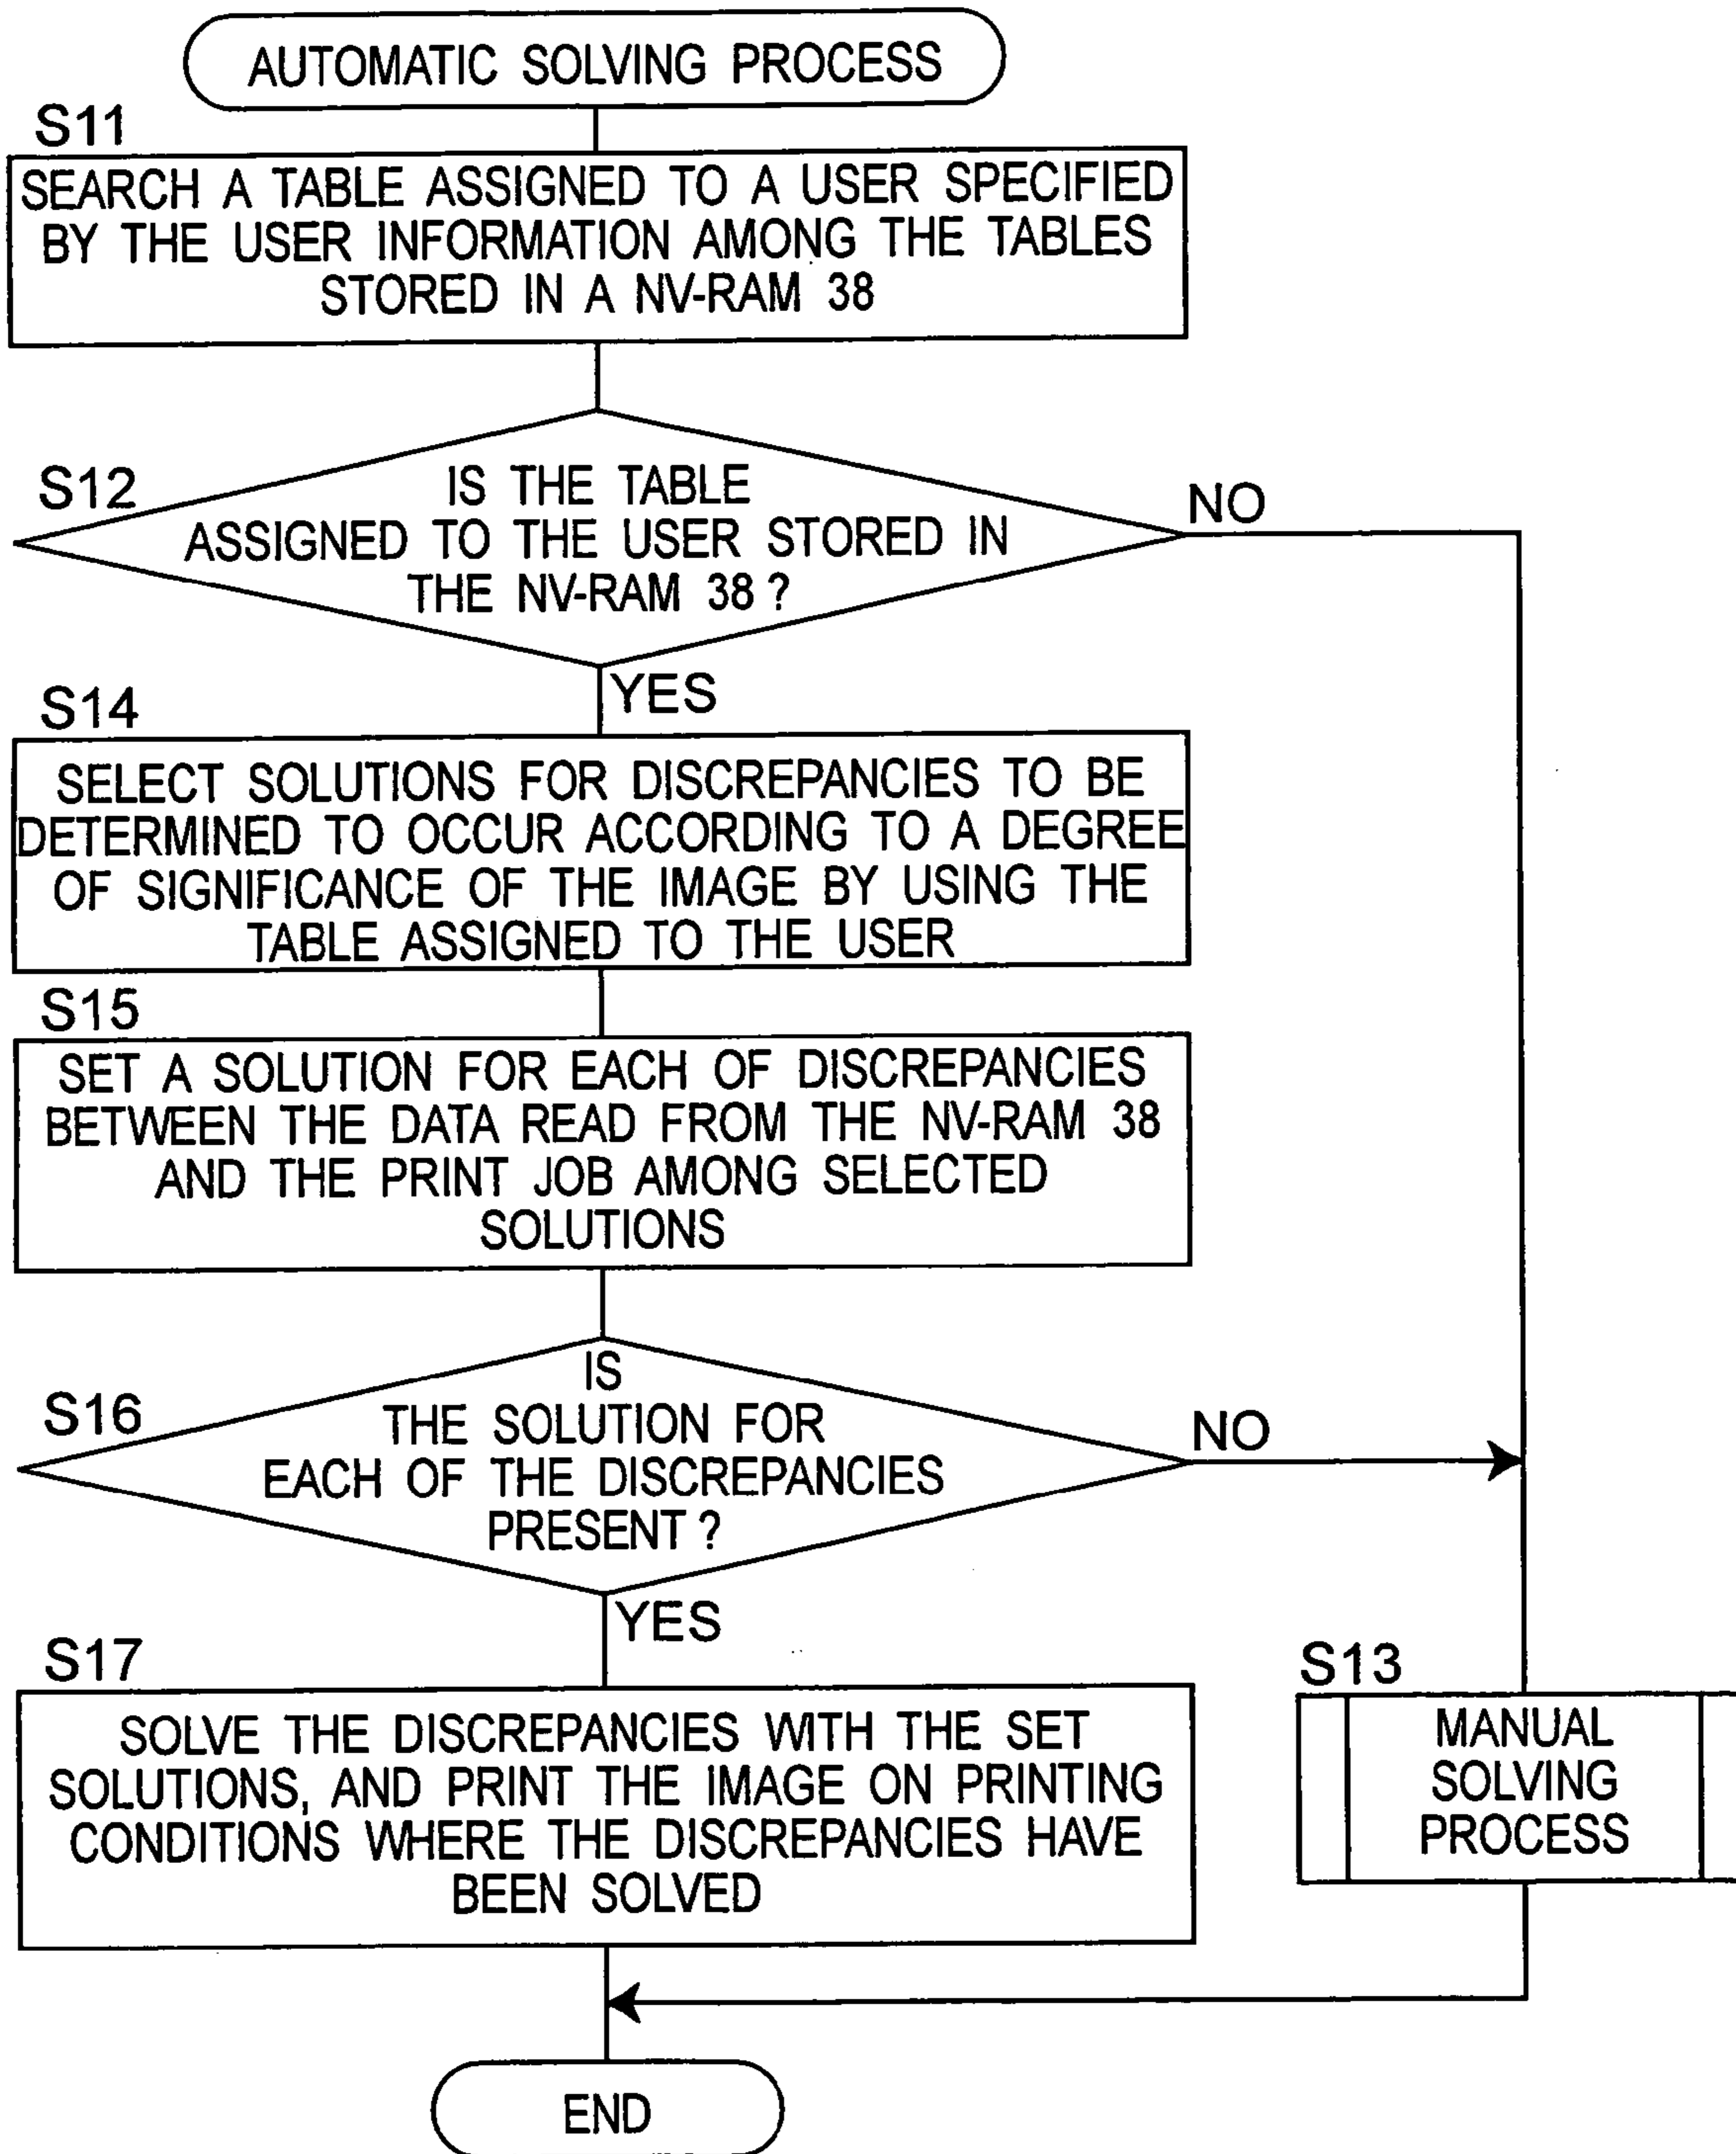 AUTOMATIC SOLVING PROCESS
S11
SEARCH A TABLE ASSIGNED TO A USER SPECIFIED
BY THE USER INFORMATION AMONG THE TABLES
STORED IN A NV-RAM 38
S12
IS THE TABLE
ASSIGNED TO THE USER STORED IN
THE NV-RAM 38 ?
NO
YES
S14
SELECT SOLUTIONS FOR DISCREPANCIES TO BE
DETERMINED TO OCCUR ACCORDING TO A DEGREE
OF SIGNIFICANCE OF THE IMAGE BY USING THE
TABLE ASSIGNED TO THE USER
S15
SET A SOLUTION FOR EACH OF DISCREPANCIES
BETWEEN THE DATA READ FROM THE NV-RAM 38
AND THE PRINT JOB AMONG SELECTED
SOLUTIONS
S16
IS
THE SOLUTION FOR
EACH OF THE DISCREPANCIES
PRESENT ?
NO
YES
S17
SOLVE THE DISCREPANCIES WITH THE SET
SOLUTIONS, AND PRINT THE IMAGE ON PRINTING
CONDITIONS WHERE THE DISCREPANCIES HAVE
BEEN SOLVED
S13
MANUAL
SOLVING
PROCESS
END